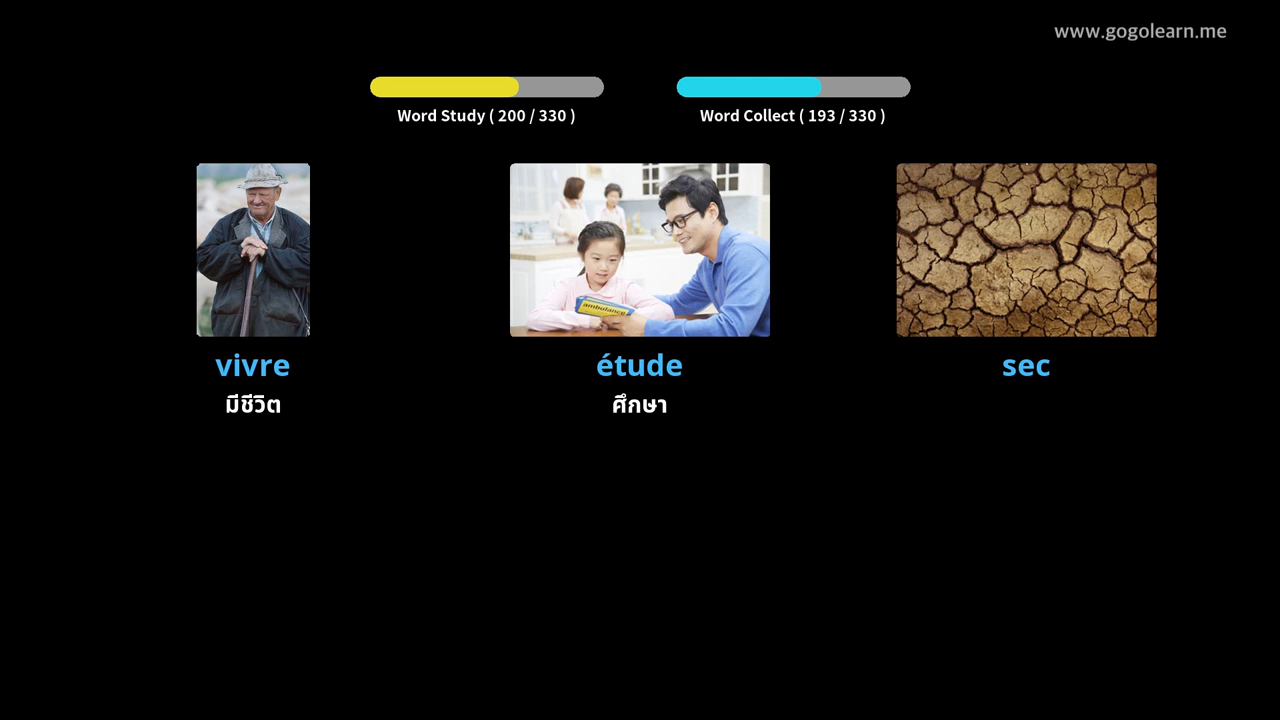 www.gogolearn.me
Word Study ( 200 / 330 )
Word Collect ( 193 / 330 )
ambulance
vivre
étude
sec
มีชีวิต
ศึกษา